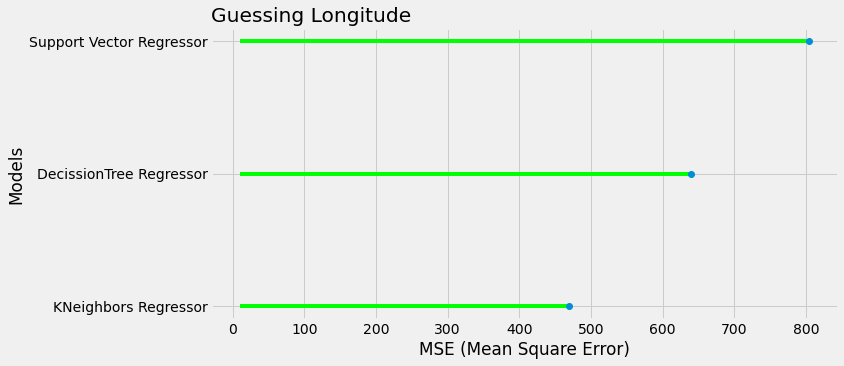 Guessing Longitude
Support Vector Regressor
DecissionTree Regressor
KNeighbors Regressor
Models
0 100 200 300 400 500 600 700 800
MSE (Mean Square Error)